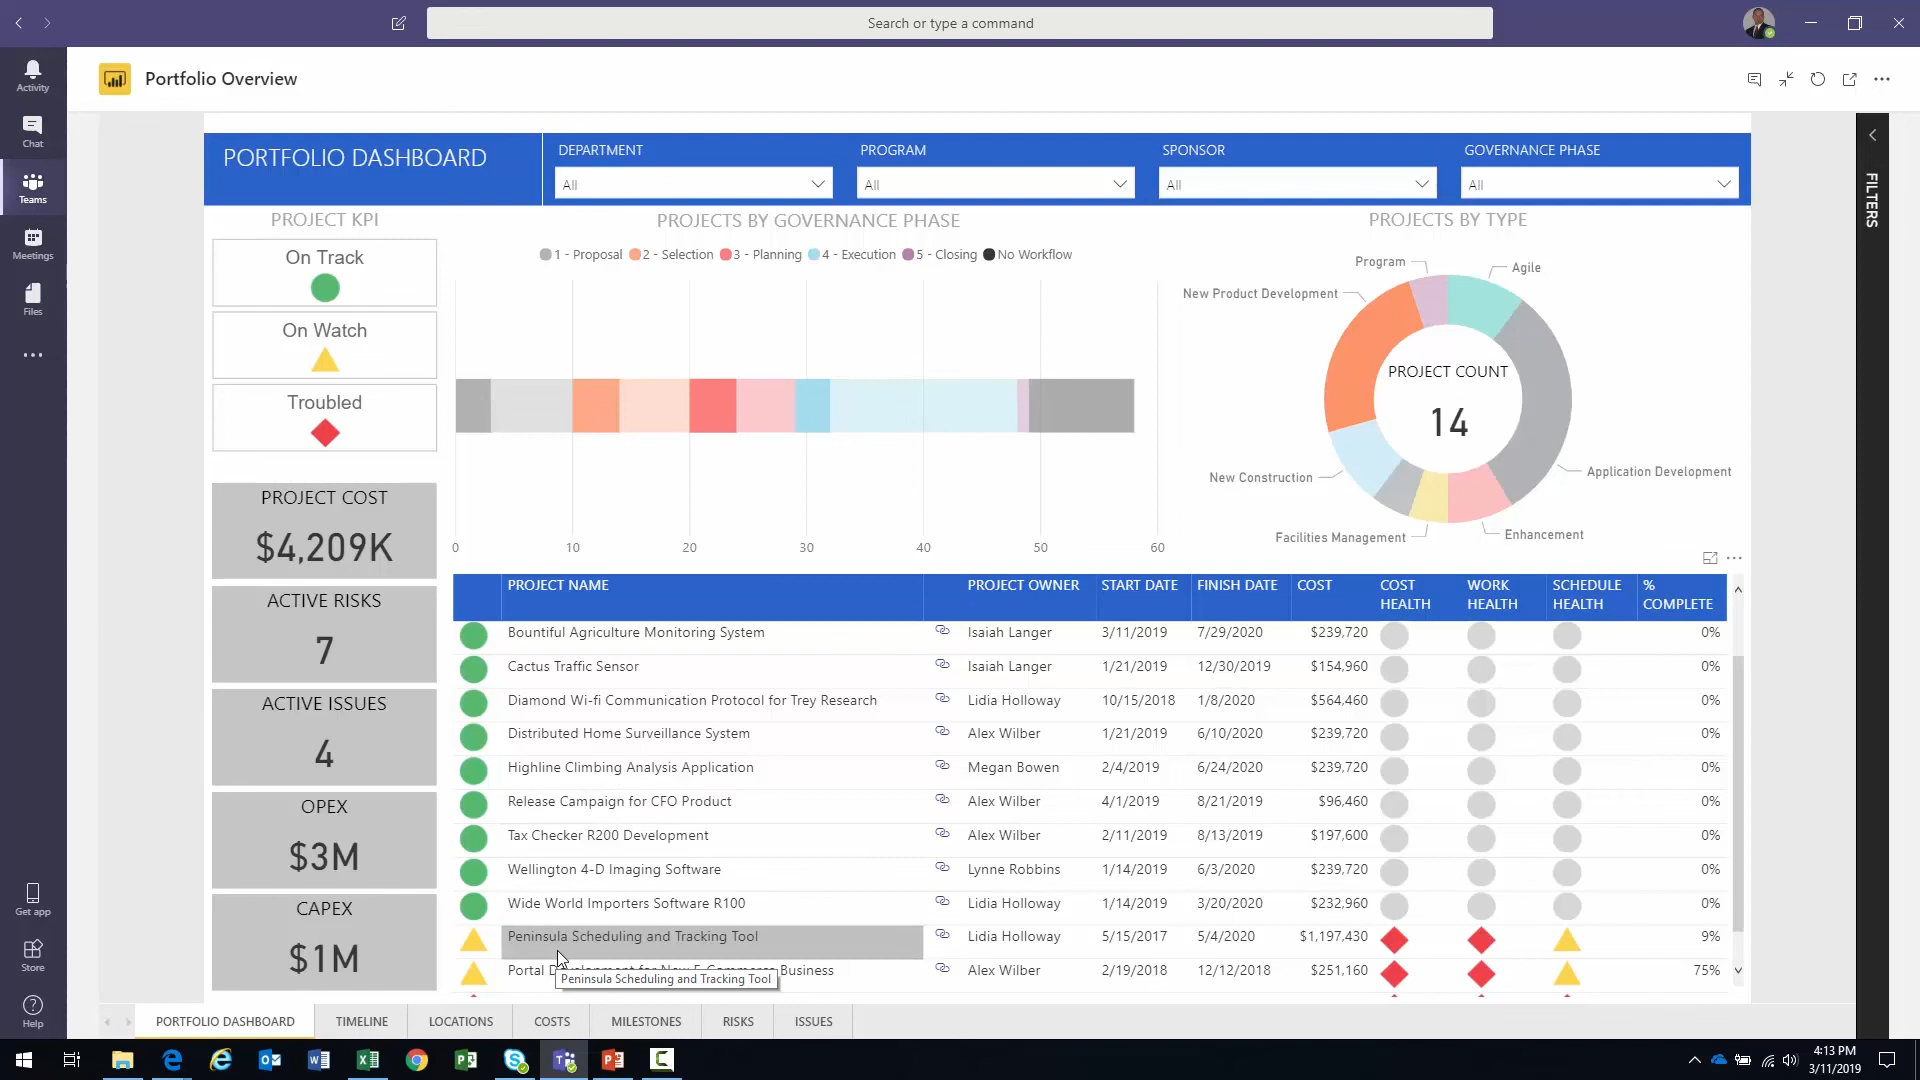 Search or type a command
Activity
Chat
Teams
Meetings
Files
Get app
Store
Help
Portfolio Overview
PORTFOLIO DASHBOARD
DEPARTMENT
All
PROGRAM
All
SPONSOR
All
GOVERNANCE PHASE
All
FILTERS
PROJECT KPI
On Track
On Watch
Troubled
PROJECT COST
$4,209K
ACTIVE RISKS
7
ACTIVE ISSUES
4
OPEX
$3M
CAPEX
$1M
PROJECTS BY GOVERNANCE PHASE
1 - Proposal 2 - Selection 3 - Planning 4 - Execution 5 - Closing No Workflow
0 10 20 30 40 50 60
PROJECTS BY TYPE
Program
Agile
New Product Development
PROJECT COUNT
14
Application Development
New Construction
Facilities Management
Enhancement
PROJECT NAME PROJECT OWNER START DATE FINISH DATE COST COST HEALTH WORK HEALTH SCHEDULE HEALTH % COMPLETE
Bountiful Agriculture Monitoring System Isaiah Langer 3/11/2019 7/29/2020 $239,720 0%
Cactus Traffic Sensor Isaiah Langer 1/21/2019 12/30/2019 $154,960 0%
Diamond Wi-fi Communication Protocol for Trey Research Lidia Holloway 10/15/2018 1/8/2020 $564,460 0%
Distributed Home Surveillance System Alex Wilber 1/21/2019 6/10/2020 $239,720 0%
Highline Climbing Analysis Application Megan Bowen 2/4/2019 6/24/2020 $239,720 0%
Release Campaign for CFO Product Alex Wilber 4/1/2019 8/21/2019 $96,460 0%
Tax Checker R200 Development Alex Wilber 2/11/2019 8/13/2019 $197,600 0%
Wellington 4-D Imaging Software Lynne Robbins 1/14/2019 6/3/2020 $239,720 0%
Wide World Importers Software R100 Lidia Holloway 1/14/2019 3/20/2020 $232,960 0%
Peninsula Scheduling and Tracking Tool Lidia Holloway 5/15/2017 5/4/2020 $1,197,430 9%
Portal Development for New E-Commerce Business Alex Wilber 2/19/2018 12/12/2018 $251,160 75%
Peninsula Scheduling and Tracking Tool
PORTFOLIO DASHBOARD TIMELINE LOCATIONS COSTS MILESTONES RISKS ISSUES
4:13 PM
3/11/2019